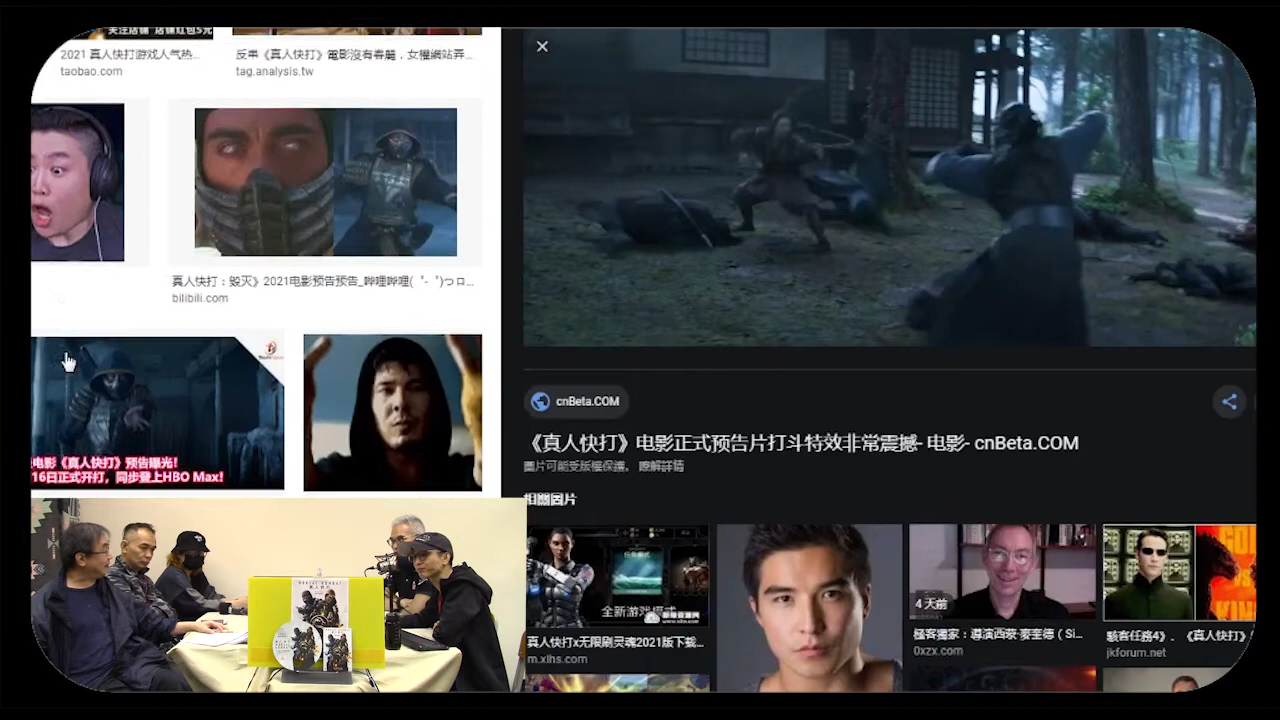 2021 真人快打游戏人气热...
taobao.com
反串《真人快打》電影沒有春麗，女權網站弄...
tag.analysis.tw
真人快打：毁灭》2021电影预告预告_哔哩哔哩(゜-゜)つロ...
bilibili.com
电影《真人快打》预告曝光!
16日正式开打，同步登上HBO Max!
cnBeta.COM
《真人快打》电影正式预告片打斗特效非常震撼- 电影- cnBeta.COM
圖片可能受版權保護。 瞭解詳情
相關圖片
全新游戏模式
真人快打x无限刷灵魂2021版下载...
m.xlhs.com
4 天前
極客獨家：導演西蒙·麥奎德（Si...
0xzx.com
駭客任務4》、《真人快打》
jkforum.net